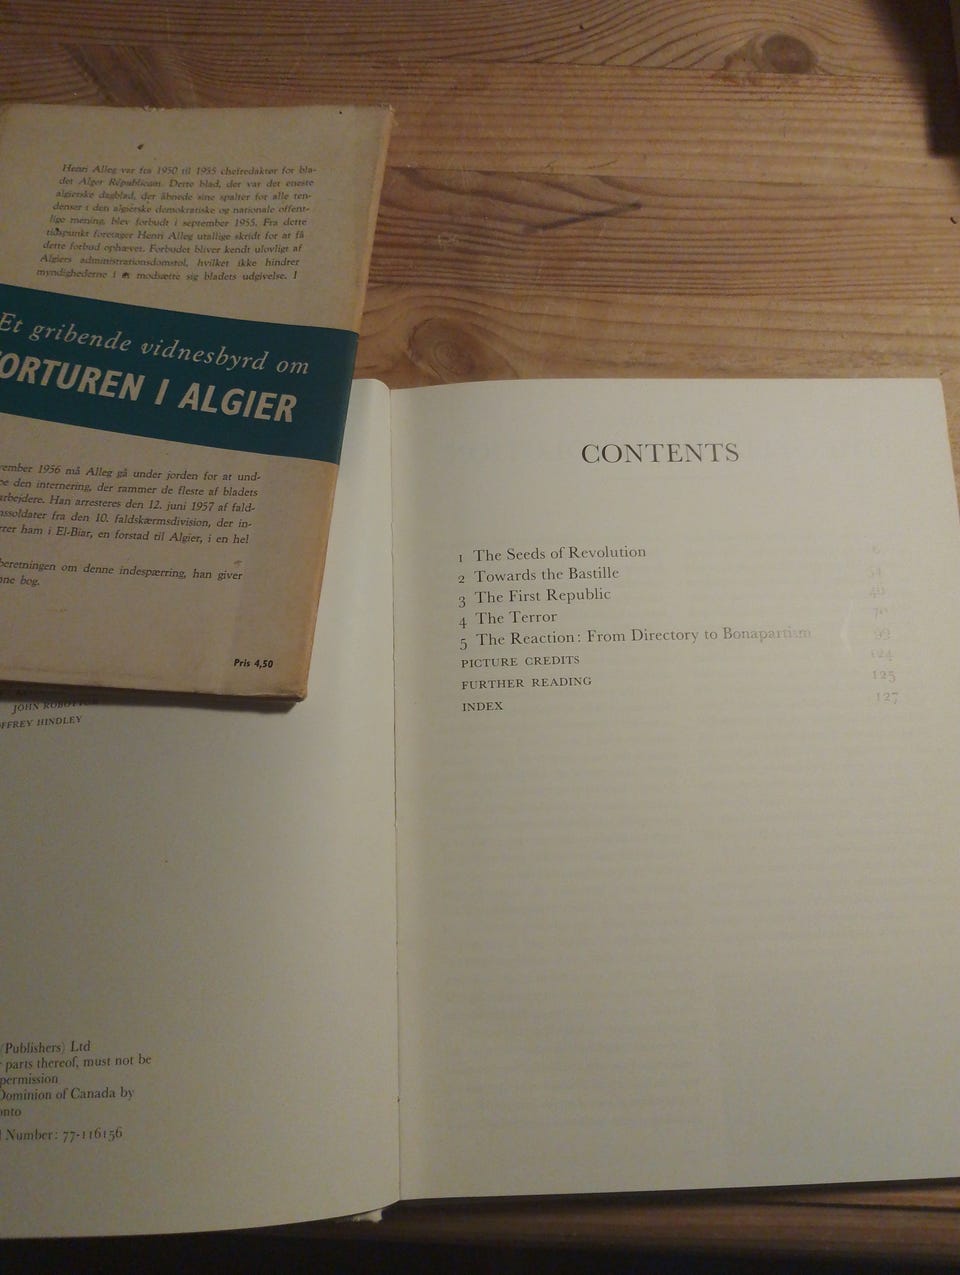 Henri Alleg var fra 1950 til 1955 chefredaktør for bla-
det Alger Républicain. Dette blad, der var det eneste
algierske dagblad, der åbnede sine spalter for alle ten-
denser i den algierske demokratiske og nationale offent-
lige mening, blev forbudt i september 1955. Fra dette
tidspunkt foretager Henri Alleg utallige skridt for at få
dette forbud ophævet. Forbudet bliver kendt ulovligt af
Algiers administrationsdomstol, hvilket ikke hindrer
myndighederne i at modsætte sig bladets udgivelse. I
Et gribende vidnesbyrd om
TORTUREN I ALGIER
vember 1956 må Alleg gå under jorden for at und-
den internering, der rammer de fleste af bladets
arbejdere. Han arresteres den 12. juni 1957 af fald-
soldater fra den 10. faldskærmsdivision, der in-
rer ham i El-Biar, en forstad til Algier, i en hel
beretningen om denne indespærring, han giver
ne bog.
Pris 4,50
JOHN ROBOTTOM
FFREY HINDLEY
(Publishers) Ltd
parts thereof, must not be
permission
Dominion of Canada by
onto
l Number: 77-116156
CONTENTS
1 The Seeds of Revolution 6
2 Towards the Bastille 34
3 The First Republic 49
4 The Terror 70
5 The Reaction: From Directory to Bonapartism 99
PICTURE CREDITS 124
FURTHER READING 125
INDEX 127